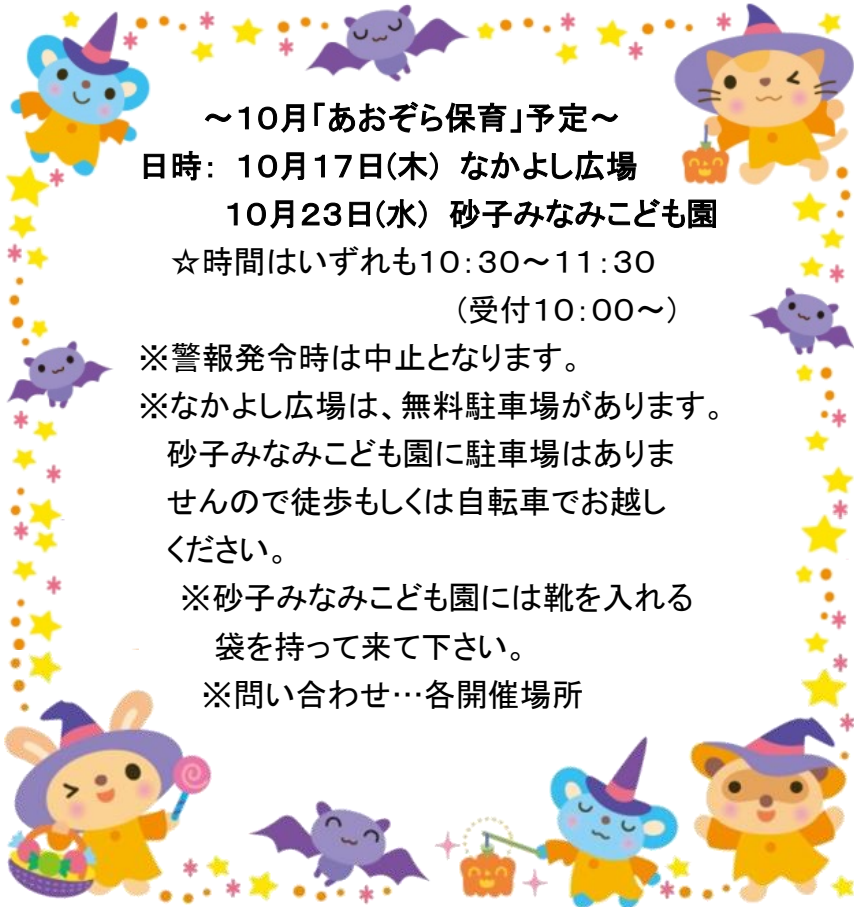 ～１０月「あおぞら保育」予定～
日時： １０月１７日(木) なかよし広場
１０月２３日(水) 砂子みなみこども園
☆時間はいずれも１０：３０～１１：３０
（受付１０：００～）
※警報発令時は中止となります。
※なかよし広場は、無料駐車場があります。
砂子みなみこども園に駐車場はありま
せんので徒歩もしくは自転車でお越し
ください。
※砂子みなみこども園には靴を入れる
袋を持って来て下さい。
※問い合わせ…各開催場所